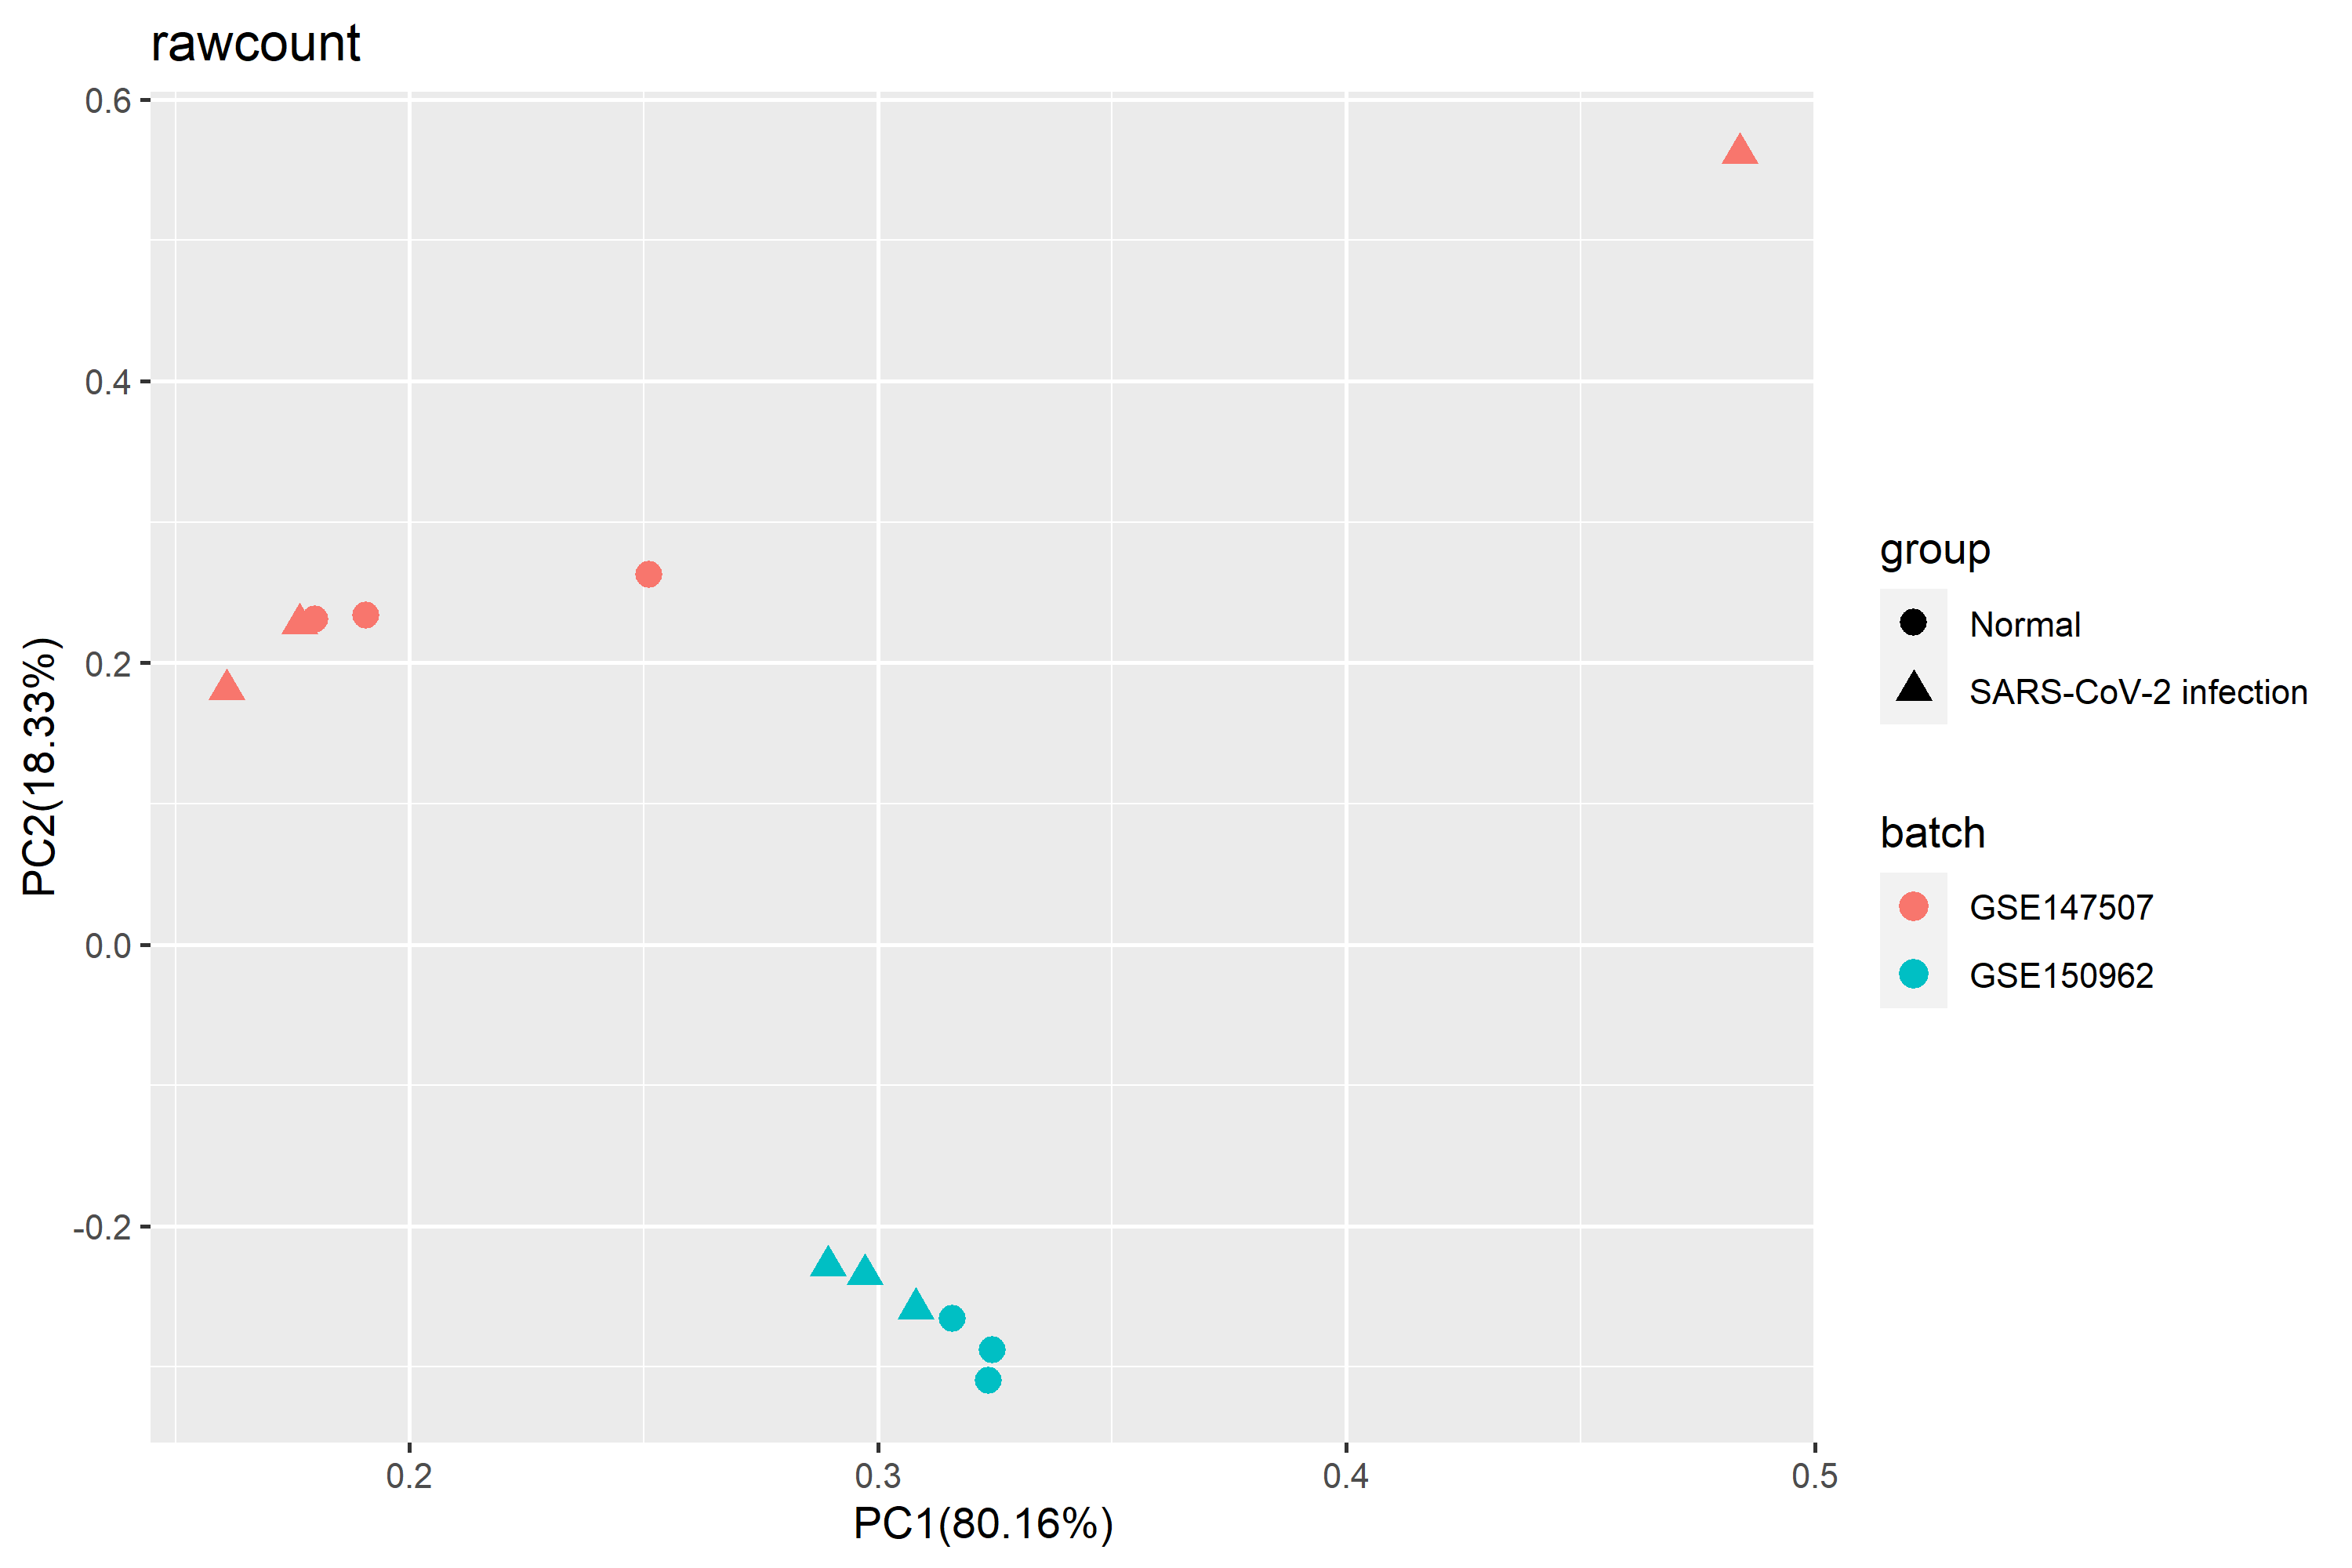 rawcount
0.6
0.4
0.2
0.0
-0.2
PC2(18.33%)
0.2
0.3
0.4
0.5
PC1(80.16%)
group
Normal
SARS-CoV-2 infection
batch
GSE147507
GSE150962